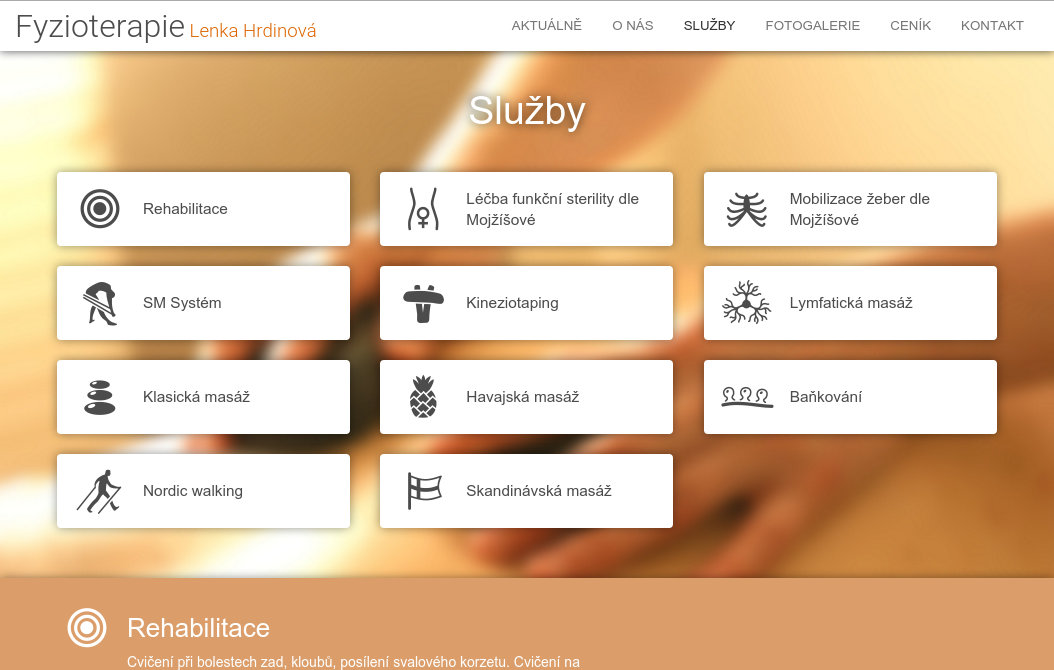 Fyzioterapie Lenka Hrdinová
AKTUÁLNĚ O NÁS SLUŽBY FOTOGALERIE CENÍK KONTAKT
Služby
Rehabilitace
Léčba funkční sterility dle
Mojžíšové
Mobilizace žeber dle
Mojžíšové
SM Systém
Kineziotaping
Lymfatická masáž
Klasická masáž
Havajská masáž
Baňkování
Nordic walking
Skandinávská masáž
Rehabilitace
Cvičení při bolestech zad, kloubů, posílení svalového korzetu. Cvičení na